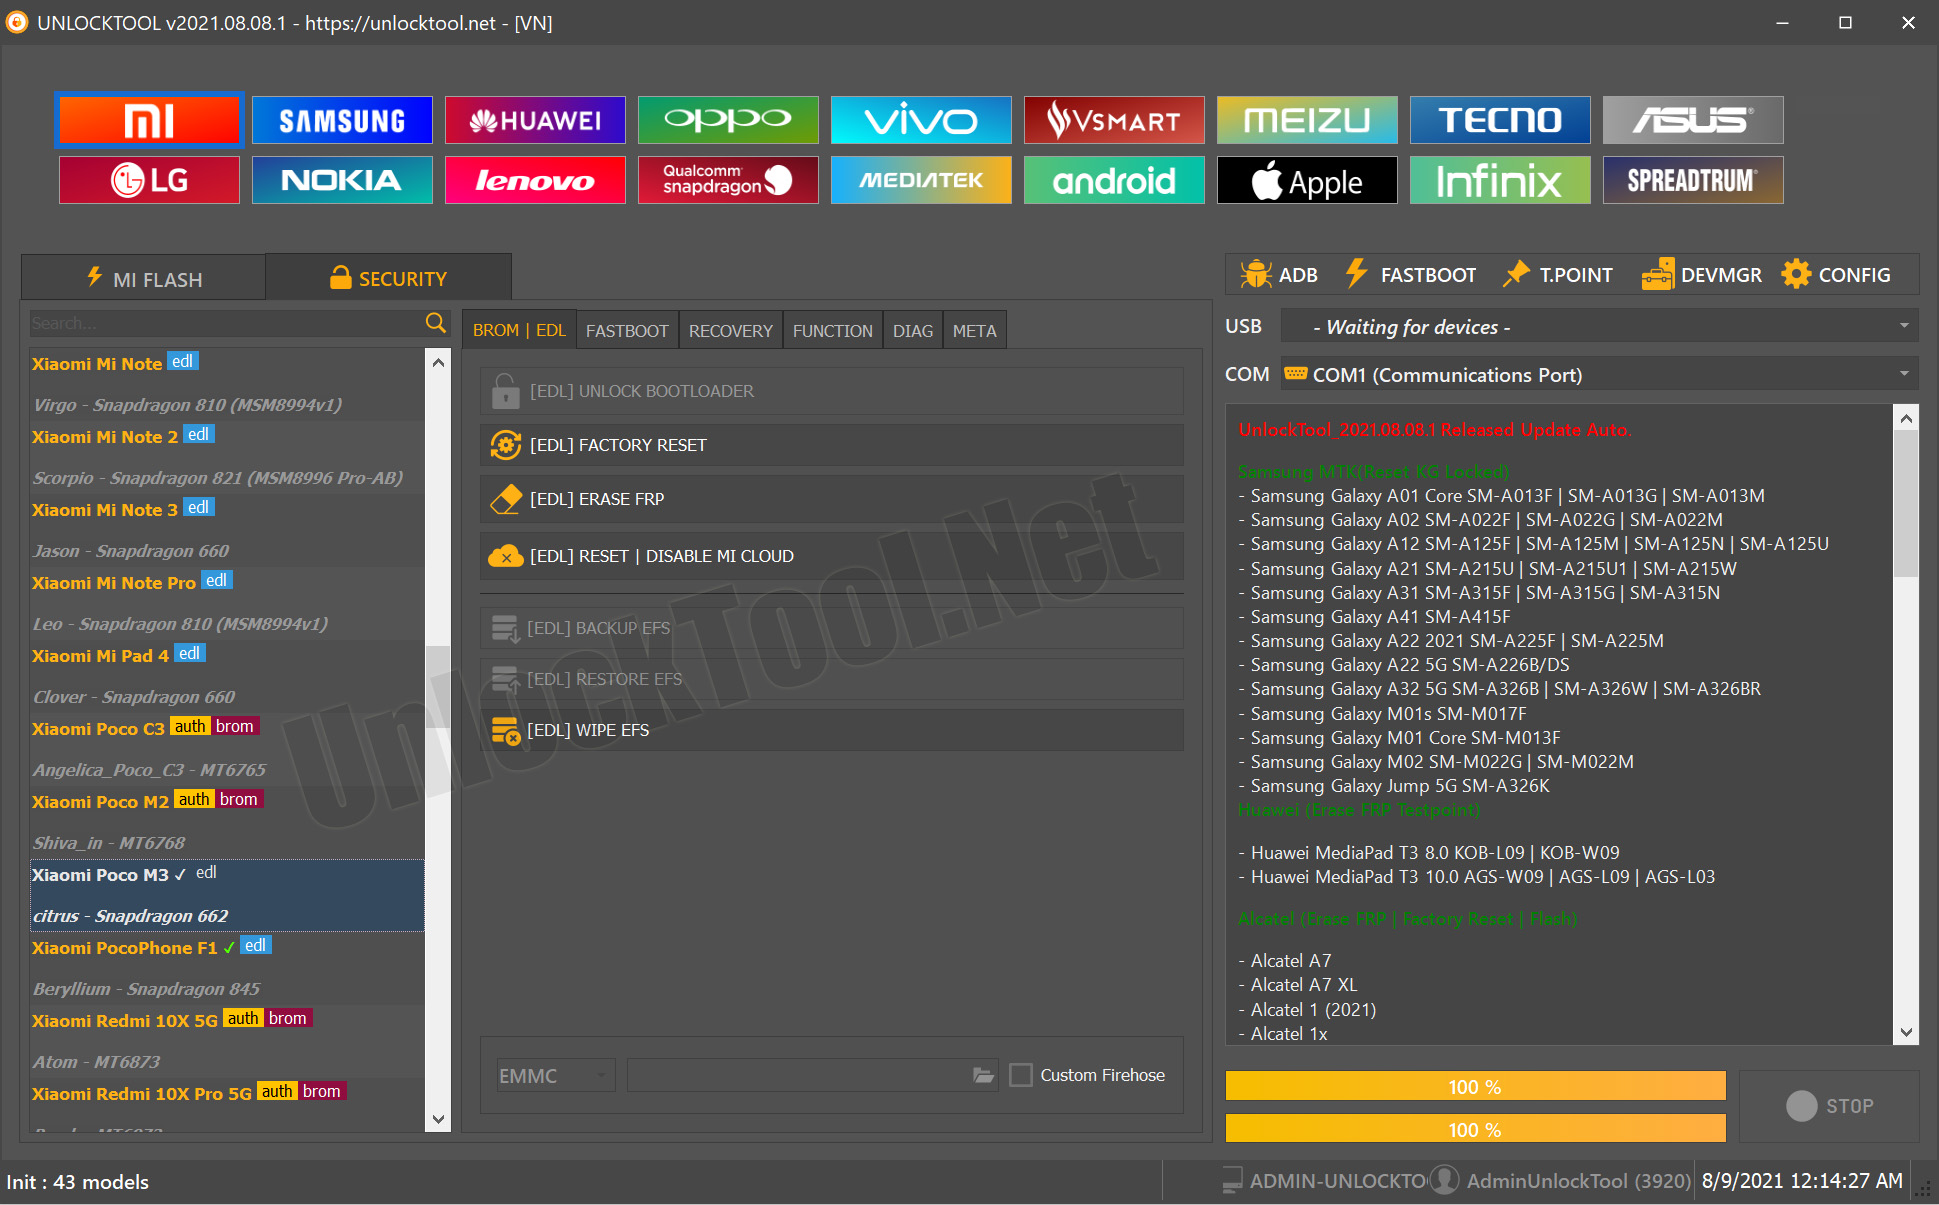 UNLOCKTOOL v2021.08.08.1 - https://unlocktool.net - [VN]
SAMSUNG HUAWEI oppo vivo VSMART MEIZU TECNO ASUS
LG NOKIA lenovo Qualcomm snapdragon MEDIATEK android Apple Infinix SPREADTRUM
MI FLASH SECURITY
ADB FASTBOOT T.POINT DEVMGR CONFIG
Search...
BROM | EDL FASTBOOT RECOVERY FUNCTION DIAG META
USB - Waiting for devices -
COM COM1 (Communications Port)
Xiaomi Mi Note edl
Virgo - Snapdragon 810 (MSM8994v1)
Xiaomi Mi Note 2 edl
Scorpio - Snapdragon 821 (MSM8996 Pro-AB)
Xiaomi Mi Note 3 edl
Jason - Snapdragon 660
Xiaomi Mi Note Pro edl
Leo - Snapdragon 810 (MSM8994v1)
Xiaomi Mi Pad 4 edl
Clover - Snapdragon 660
Xiaomi Poco C3 auth brom
Angelica_Poco_C3 - MT6765
Xiaomi Poco M2 auth brom
Shiva_in - MT6768
Xiaomi Poco M3 ✓ edl
citrus - Snapdragon 662
Xiaomi PocoPhone F1 ✓ edl
Beryllium - Snapdragon 845
Xiaomi Redmi 10X 5G auth brom
Atom - MT6873
Xiaomi Redmi 10X Pro 5G auth brom
[EDL] UNLOCK BOOTLOADER
[EDL] FACTORY RESET
[EDL] ERASE FRP
[EDL] RESET | DISABLE MI CLOUD
[EDL] BACKUP EFS
[EDL] RESTORE EFS
[EDL] WIPE EFS
UnlockTool.Net
EMMC Custom Firehose
UnlockTool_2021.08.08.1 Released Update Auto.
Samsung MTK(Reset KG Locked)
- Samsung Galaxy A01 Core SM-A013F | SM-A013G | SM-A013M
- Samsung Galaxy A02 SM-A022F | SM-A022G | SM-A022M
- Samsung Galaxy A12 SM-A125F | SM-A125M | SM-A125N | SM-A125U
- Samsung Galaxy A21 SM-A215U | SM-A215U1 | SM-A215W
- Samsung Galaxy A31 SM-A315F | SM-A315G | SM-A315N
- Samsung Galaxy A41 SM-A415F
- Samsung Galaxy A22 2021 SM-A225F | SM-A225M
- Samsung Galaxy A22 5G SM-A226B/DS
- Samsung Galaxy A32 5G SM-A326B | SM-A326W | SM-A326BR
- Samsung Galaxy M01s SM-M017F
- Samsung Galaxy M01 Core SM-M013F
- Samsung Galaxy M02 SM-M022G | SM-M022M
- Samsung Galaxy Jump 5G SM-A326K
Huawei (Erase FRP Testpoint)
- Huawei MediaPad T3 8.0 KOB-L09 | KOB-W09
- Huawei MediaPad T3 10.0 AGS-W09 | AGS-L09 | AGS-L03
Alcatel (Erase FRP | Factory Reset | Flash)
- Alcatel A7
- Alcatel A7 XL
- Alcatel 1 (2021)
- Alcatel 1x
100 %
100 %
STOP
Init : 43 models
ADMIN-UNLOCKTO AdminUnlockTool (3920) 8/9/2021 12:14:27 AM